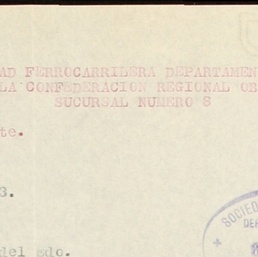 AD FERROCARRILERA DEPARTAMEN
LA CONFEDERACION REGIONAL OB
SUCURSAL NUMERO 8
te.
3.
SOCIED
DEP
del edo.